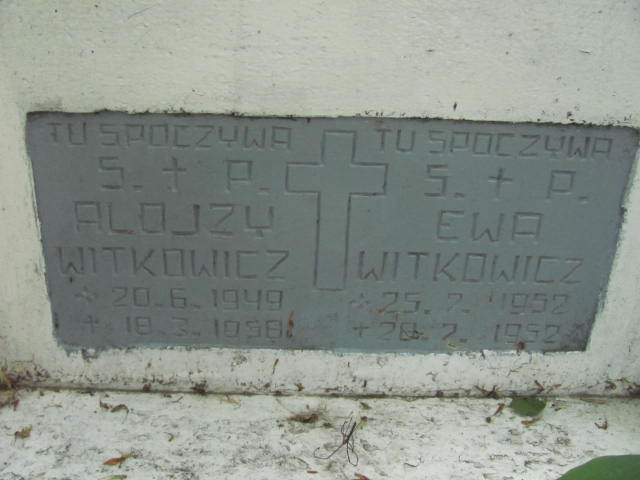 TU SPOCZYWA
S. + P.
ALOJZY
WITKOWICZ
* 20.6.1949
+ 18.3.1950
TU SPOCZYWA
S. + P.
EWA
WITKOWICZ
* 25.7.1952
+ 28.7.1952